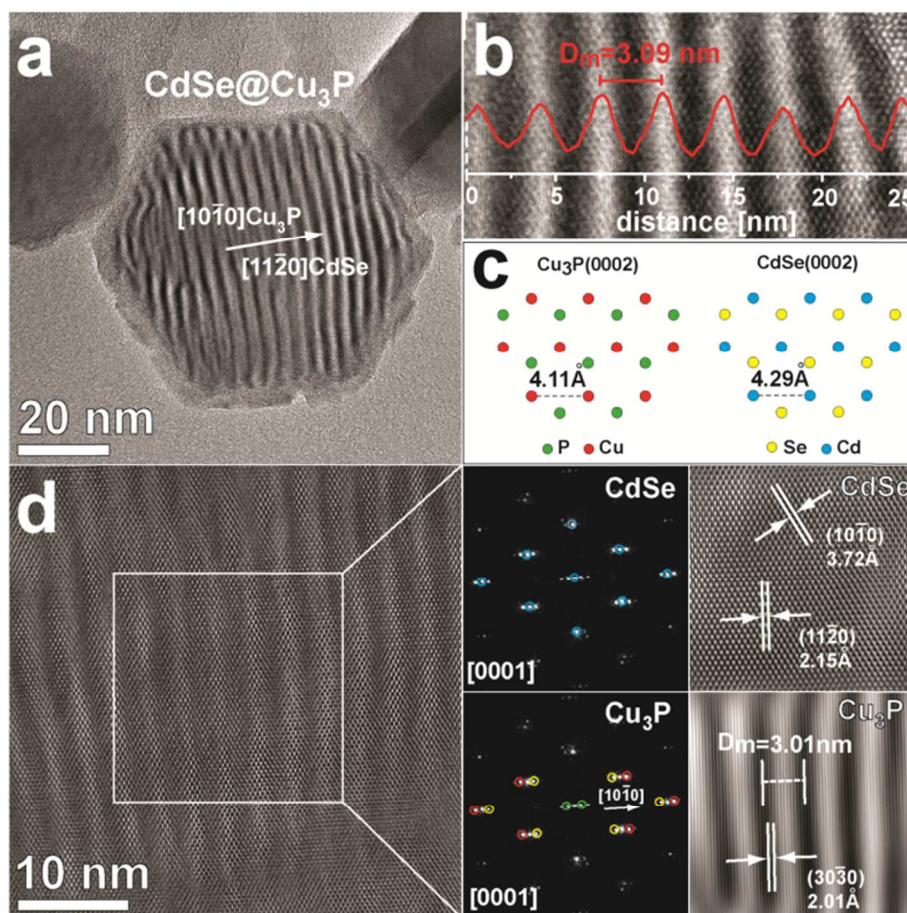 a
CdSe@Cu₃P
[101̄0]Cu₃P
[112̄0]CdSe
20 nm
b
Dm=3.09 nm
0 5 10 15 20 25
distance [nm]
c
Cu₃P(0002) CdSe(0002)
4.11Å 4.29Å
P Cu Se Cd
d
10 nm
CdSe
[0001]
CdSe
(101̄0)
3.72Å
(112̄0)
2.15Å
Cu₃P
[101̄0]
[0001]
Cu₃P
Dm=3.01nm
(303̄0)
2.01Å